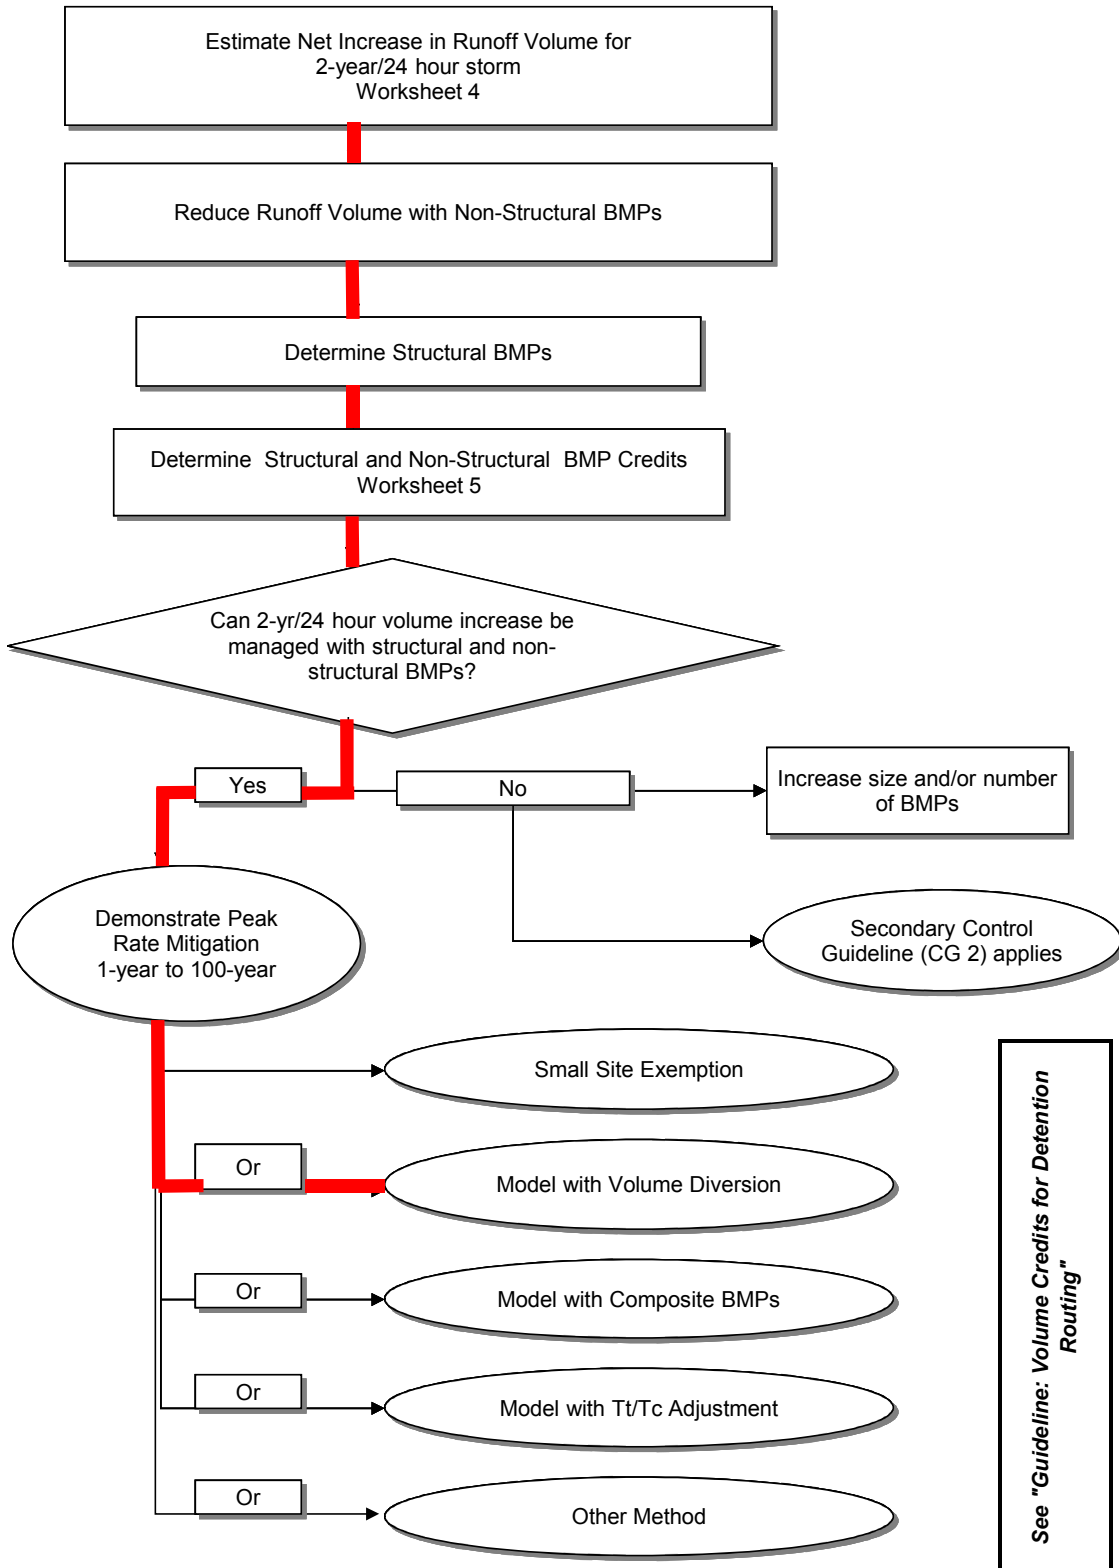 Estimate Net Increase in Runoff Volume for
2-year/24 hour storm
Worksheet 4
Reduce Runoff Volume with Non-Structural BMPs
Determine Structural BMPs
Determine Structural and Non-Structural BMP Credits
Worksheet 5
Can 2-yr/24 hour volume increase be
managed with structural and non-
structural BMPs?
Yes
No
Increase size and/or number
of BMPs
Demonstrate Peak
Rate Mitigation
1-year to 100-year
Secondary Control
Guideline (CG 2) applies
Small Site Exemption
Or
Model with Volume Diversion
Or
Model with Composite BMPs
Or
Model with Tt/Tc Adjustment
Or
Other Method
See "Guideline: Volume Credits for Detention
Routing"